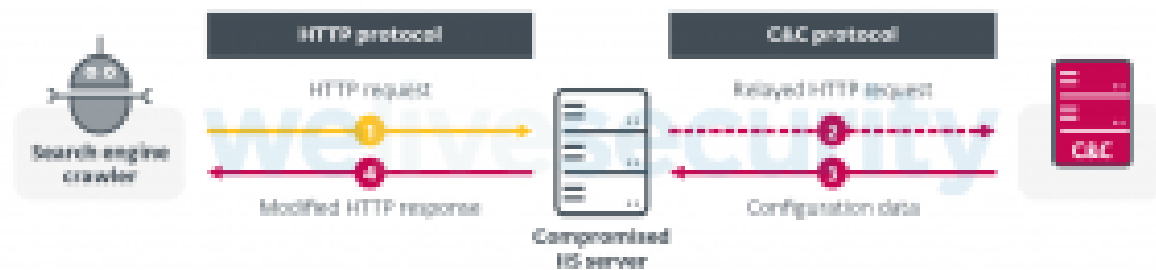 HTTP protocol
C&C protocol
HTTP request
Relayed HTTP request
welivesecurity
1
2
Search engine
crawler
4
3
C&C
Modified HTTP response
Configuration data
Compromised
IIS server